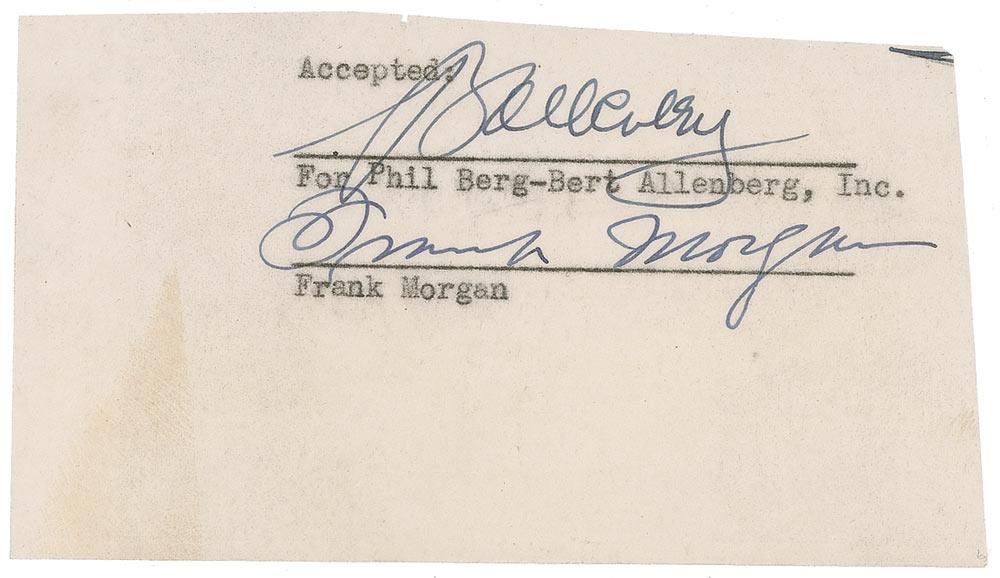 Accepted:
B Allenberg
For Phil Berg-Bert Allenberg, Inc.
Frank Morgan
Frank Morgan